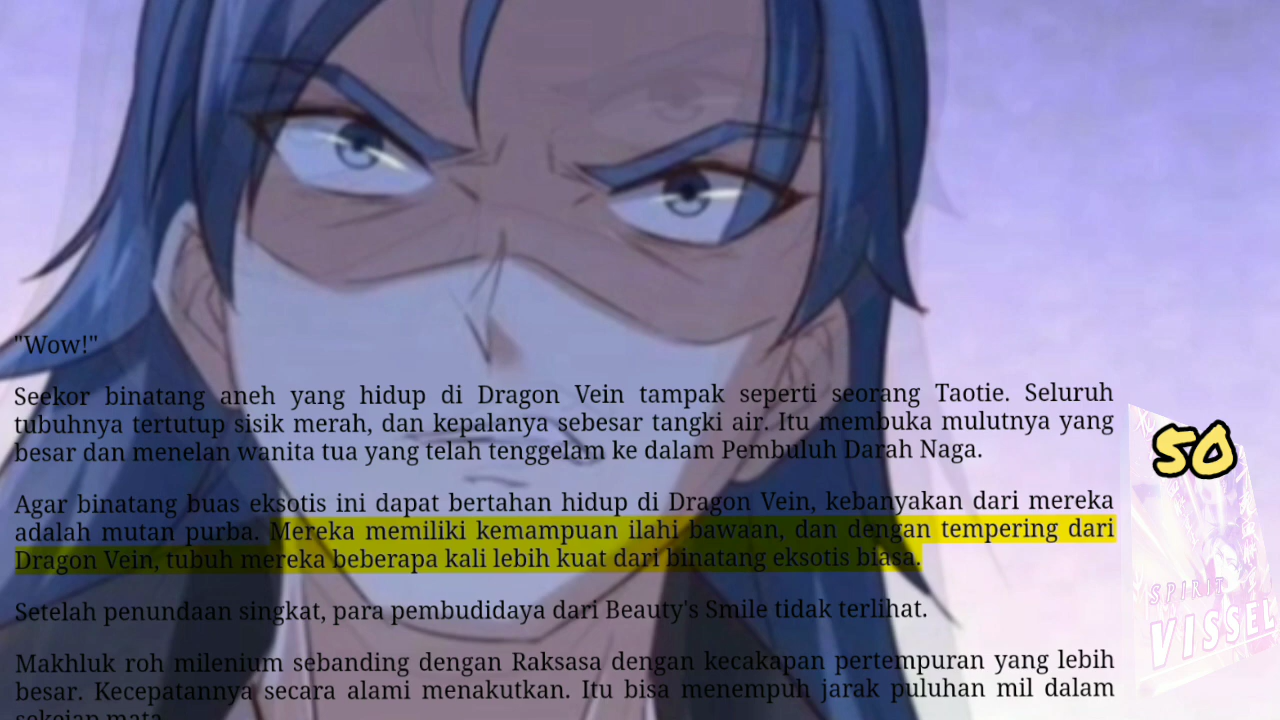 "Wow!"
Seekor binatang aneh yang hidup di Dragon Vein tampak seperti seorang Taotie. Seluruh
tubuhnya tertutup sisik merah, dan kepalanya sebesar tangki air. Itu membuka mulutnya yang
besar dan menelan wanita tua yang telah tenggelam ke dalam Pembuluh Darah Naga.
Agar binatang buas eksotis ini dapat bertahan hidup di Dragon Vein, kebanyakan dari mereka
adalah mutan purba. Mereka memiliki kemampuan ilahi bawaan, dan dengan tempering dari
Dragon Vein, tubuh mereka beberapa kali lebih kuat dari binatang eksotis biasa.
Setelah penundaan singkat, para pembudidaya dari Beauty's Smile tidak terlihat.
Makhluk roh milenium sebanding dengan Raksasa dengan kecakapan pertempuran yang lebih
besar. Kecepatannya secara alami menakutkan. Itu bisa menempuh jarak puluhan mil dalam
sekejap mata.
50
SPIRIT
VISSEL